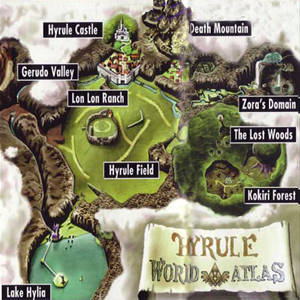 Hyrule Castle
Death Mountain
Gerudo Valley
Lon Lon Ranch
Zora's Domain
The Lost Woods
Hyrule Field
Kokiri Forest
HYRULE
WORLD ATLAS
Lake Hylia